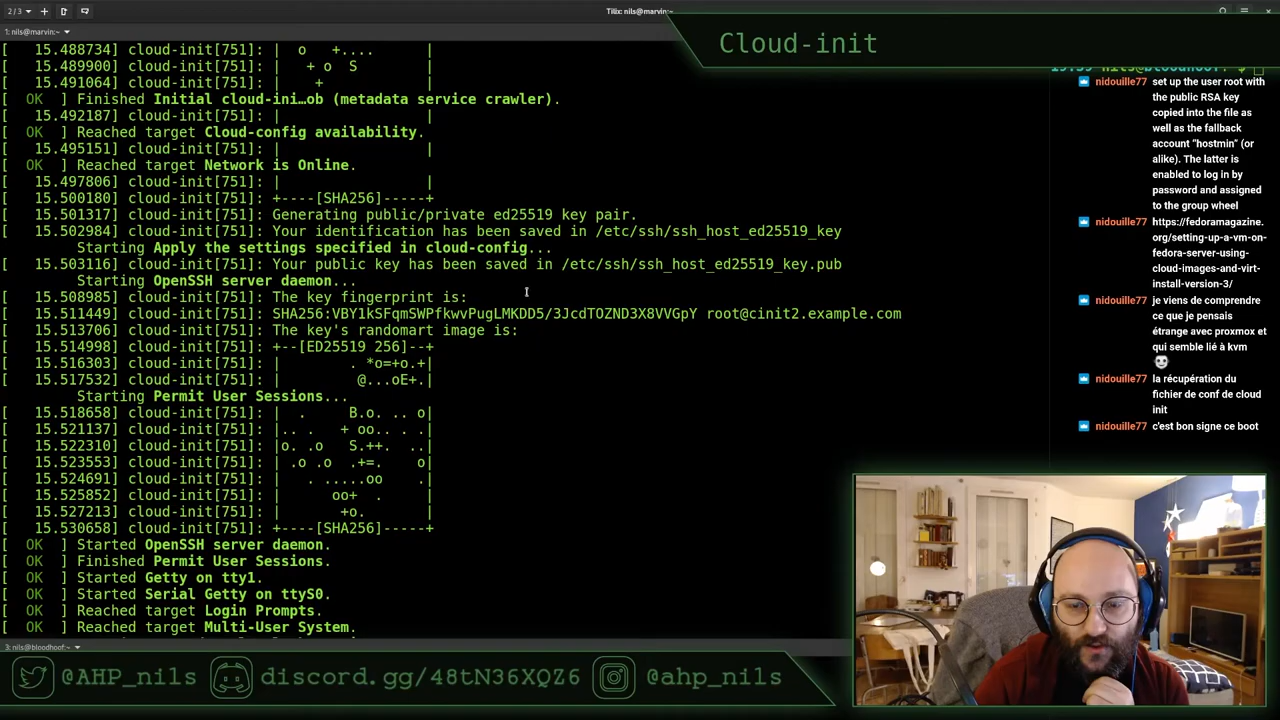 2/3
Tilix: nils@marvin:~
1: nils@marvin:~
Cloud-init
[   15.488734] cloud-init[751]: |  o   +....      |
[   15.489900] cloud-init[751]: |   + o  S        |
[   15.491064] cloud-init[751]: |    +            |
[  OK  ] Finished Initial cloud-ini…ob (metadata service crawler).
[   15.492187] cloud-init[751]: |                 |
[  OK  ] Reached target Cloud-config availability.
[   15.495151] cloud-init[751]: |                 |
[  OK  ] Reached target Network is Online.
[   15.497806] cloud-init[751]: |                 |
[   15.500180] cloud-init[751]: +----[SHA256]-----+
[   15.501317] cloud-init[751]: Generating public/private ed25519 key pair.
[   15.502984] cloud-init[751]: Your identification has been saved in /etc/ssh/ssh_host_ed25519_key
Starting Apply the settings specified in cloud-config...
[   15.503116] cloud-init[751]: Your public key has been saved in /etc/ssh/ssh_host_ed25519_key.pub
Starting OpenSSH server daemon...
[   15.508985] cloud-init[751]: The key fingerprint is:
[   15.511449] cloud-init[751]: SHA256:VBY1kSFqmSWPfkwvPugLMKDD5/3JcdTOZND3X8VVGpY root@cinit2.example.com
[   15.513706] cloud-init[751]: The key's randomart image is:
[   15.514998] cloud-init[751]: +--[ED25519 256]--+
[   15.516303] cloud-init[751]: |        . *o=+o.+|
[   15.517532] cloud-init[751]: |         @...oE+.|
Starting Permit User Sessions...
[   15.518658] cloud-init[751]: |  .     B.o. .. o|
[   15.521137] cloud-init[751]: |.. .    + oo.. . .|
[   15.522310] cloud-init[751]: |o. .o   S.++.  ..|
[   15.523553] cloud-init[751]: | .o .o  .+=.    o|
[   15.524691] cloud-init[751]: |  . .....oo    .|
[   15.525852] cloud-init[751]: |      oo+  .     |
[   15.527213] cloud-init[751]: |       +o.       |
[   15.530658] cloud-init[751]: +----[SHA256]-----+
[  OK  ] Started OpenSSH server daemon.
[  OK  ] Finished Permit User Sessions.
[  OK  ] Started Getty on tty1.
[  OK  ] Started Serial Getty on ttyS0.
[  OK  ] Reached target Login Prompts.
[  OK  ] Reached target Multi-User System.
3: nils@bloodhoof:~
nidouille77 set up the user root with
the public RSA key
copied into the file as
well as the fallback
account “hostmin” (or
alike). The latter is
enabled to log in by
password and assigned
to the group wheel
nidouille77 https://fedoramagazine.
org/setting-up-a-vm-on-
fedora-server-using-
cloud-images-and-virt-
install-version-3/
nidouille77 je viens de comprendre
ce que je pensais
étrange avec proxmox et
qui semble lié à kvm
nidouille77 la récupération du
fichier de conf de cloud
init
nidouille77 c'est bon signe ce boot
@AHP_nils
discord.gg/48tN36XQZ6
@ahp_nils